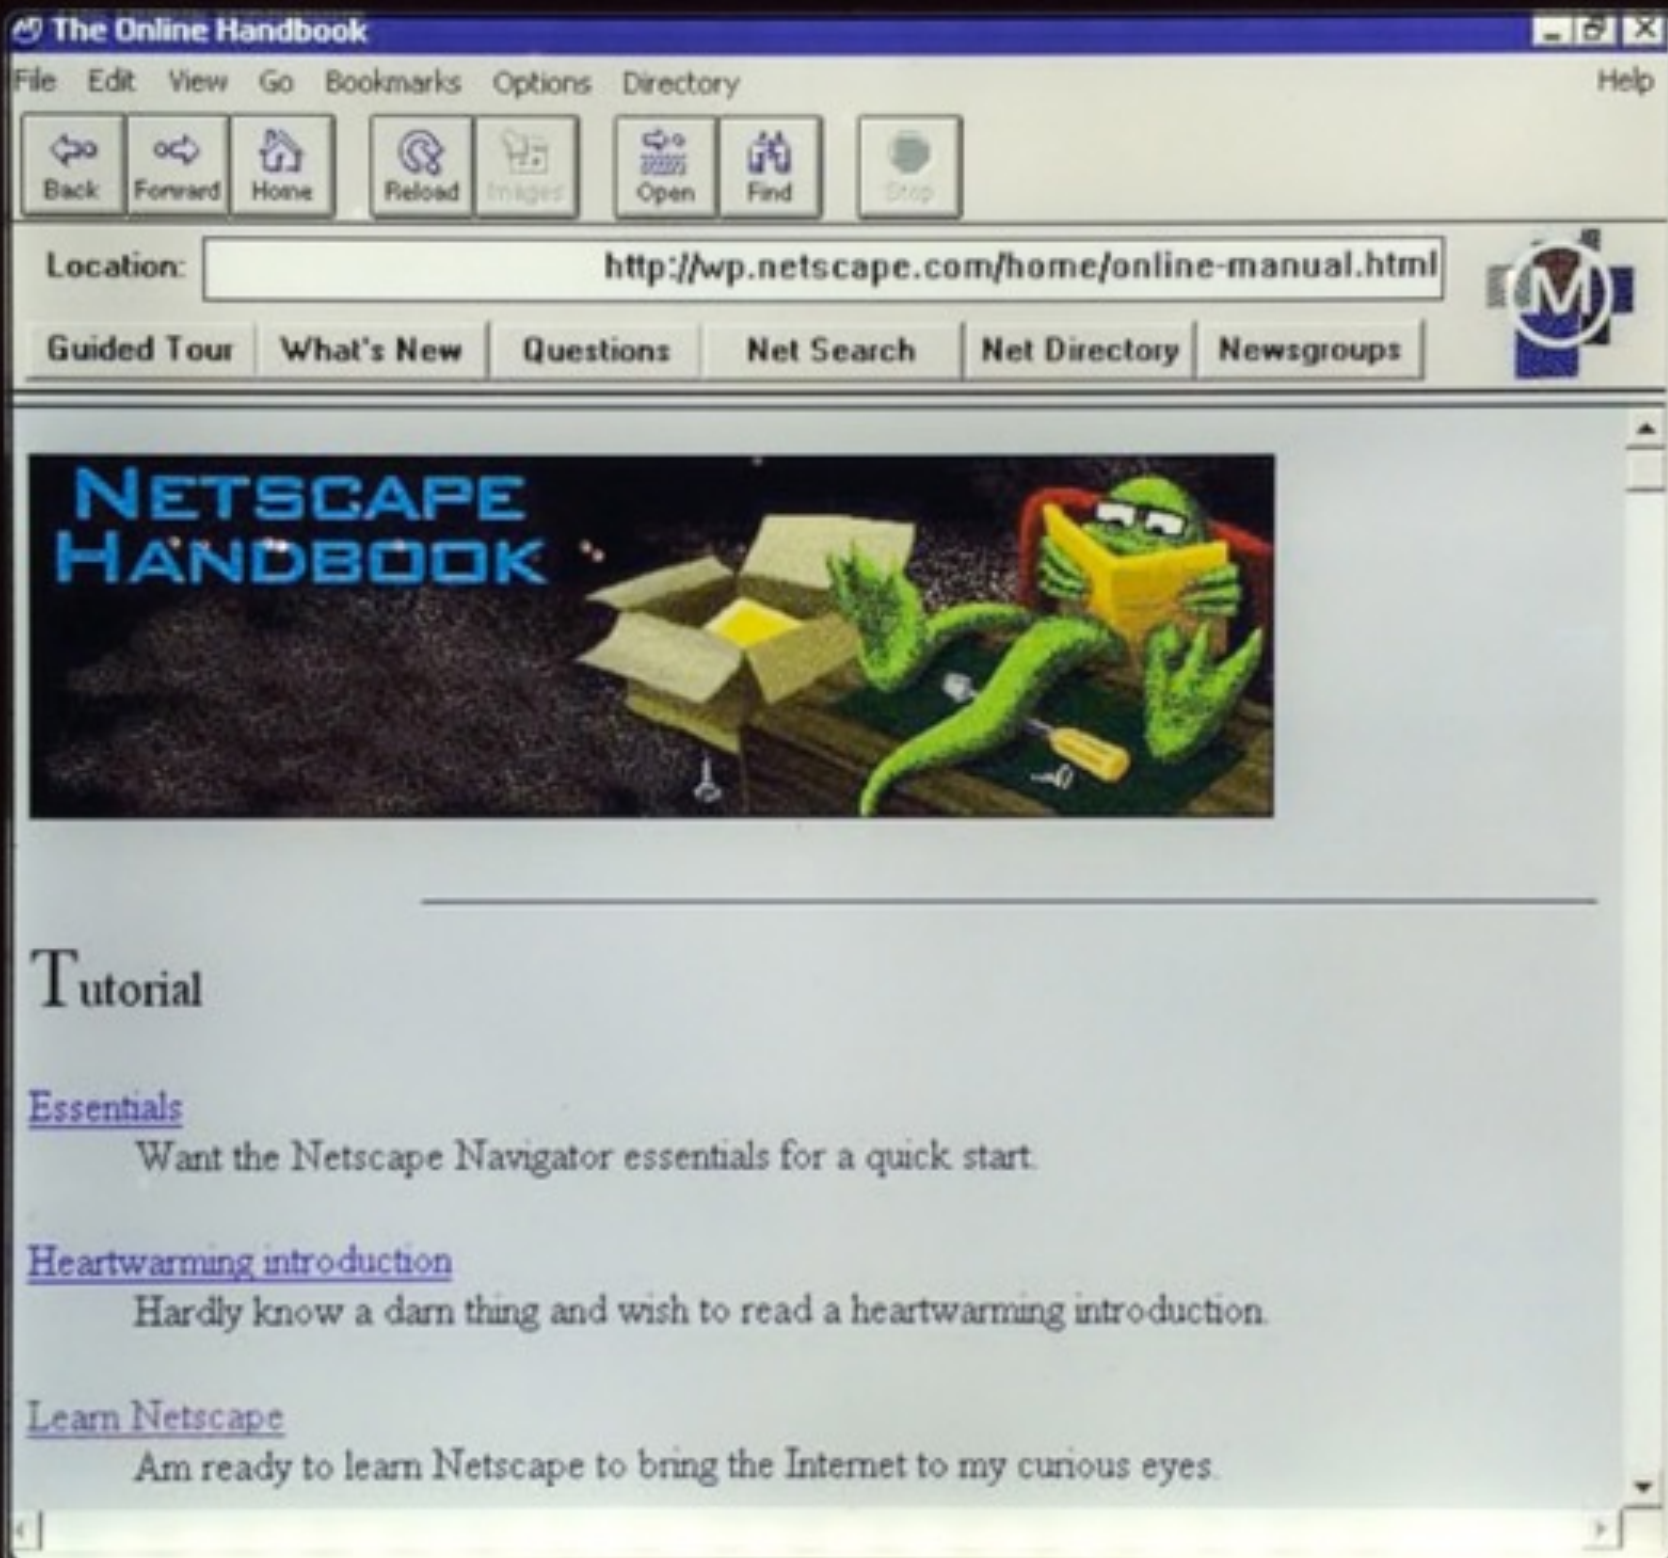 The Online Handbook
File Edit View Go Bookmarks Options Directory Help
Back Forward Home Reload Images Open Find Stop
Location: http://wp.netscape.com/home/online-manual.html
M
Guided Tour What's New Questions Net Search Net Directory Newsgroups
NETSCAPE
HANDBOOK
Tutorial
Essentials
Want the Netscape Navigator essentials for a quick start.
Heartwarming introduction
Hardly know a darn thing and wish to read a heartwarming introduction.
Learn Netscape
Am ready to learn Netscape to bring the Internet to my curious eyes.